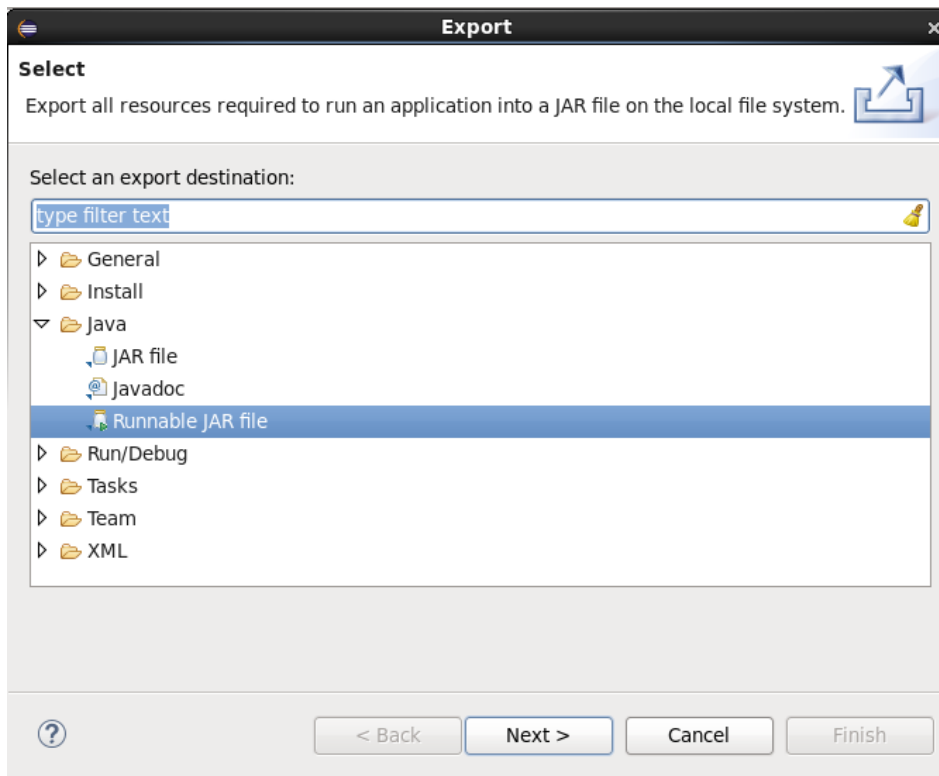 Export
Select
Export all resources required to run an application into a JAR file on the local file system.
Select an export destination:
type filter text
General
Install
Java
JAR file
Javadoc
Runnable JAR file
Run/Debug
Tasks
Team
XML
< Back Next > Cancel Finish